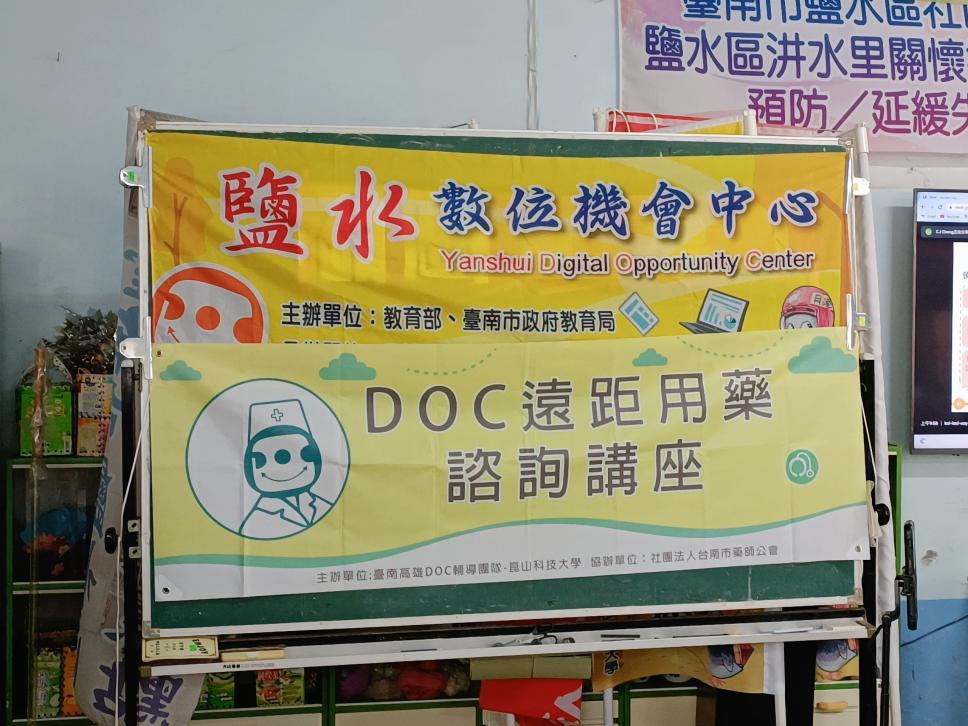 臺南市鹽水區社
鹽水區洪水里關懷
預防／延緩失
鹽水 數位機會中心
Yanshui Digital Opportunity Center
主辦單位：教育部、臺南市政府教育局
DOC遠距用藥
諮詢講座
主辦單位:臺南高雄DOC輔導團隊-崑山科技大學 協辦單位：社團法人台南市藥師公會